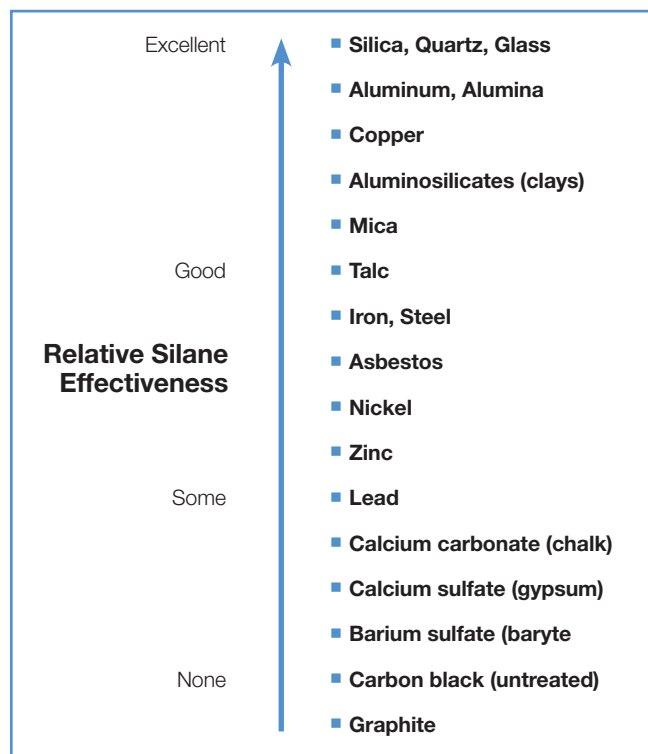 Excellent
Silica, Quartz, Glass
Aluminum, Alumina
Copper
Aluminosilicates (clays)
Mica
Good
Talc
Iron, Steel
Relative Silane
Effectiveness
Asbestos
Nickel
Zinc
Some
Lead
Calcium carbonate (chalk)
Calcium sulfate (gypsum)
Barium sulfate (baryte
None
Carbon black (untreated)
Graphite